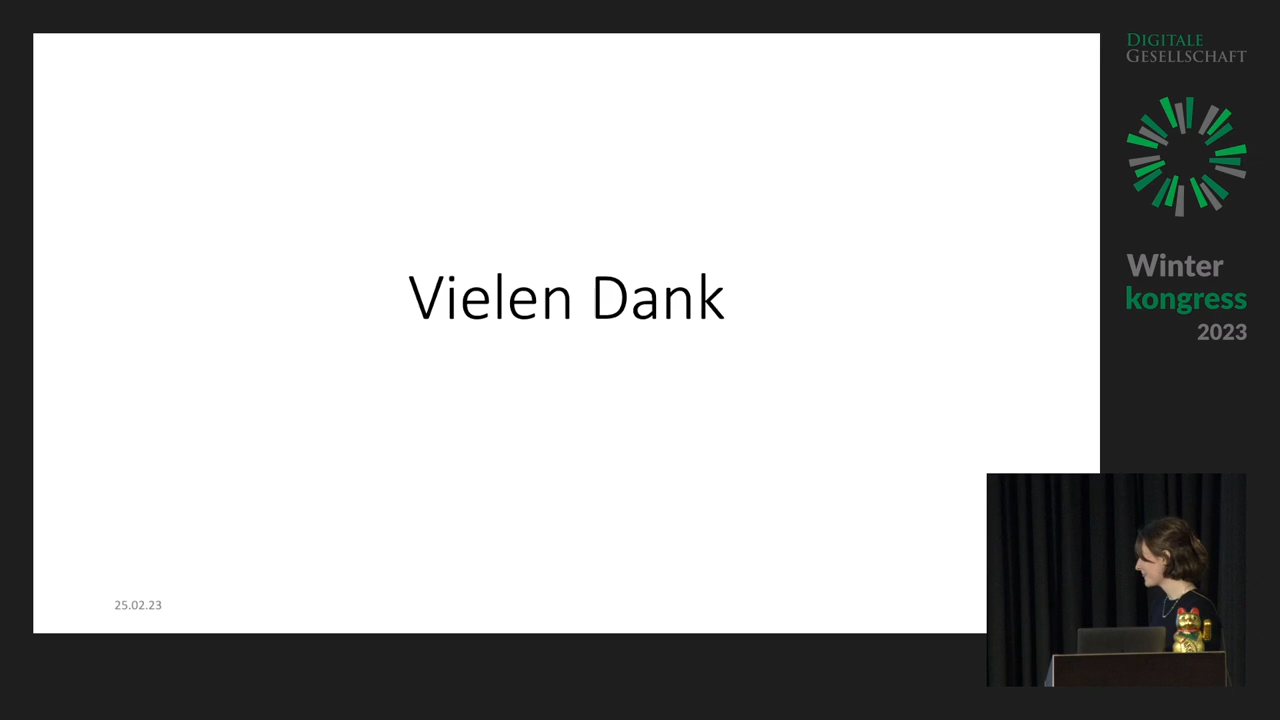 Vielen Dank
25.02.23
DIGITALE
GESELLSCHAFT
Winter
kongress
2023